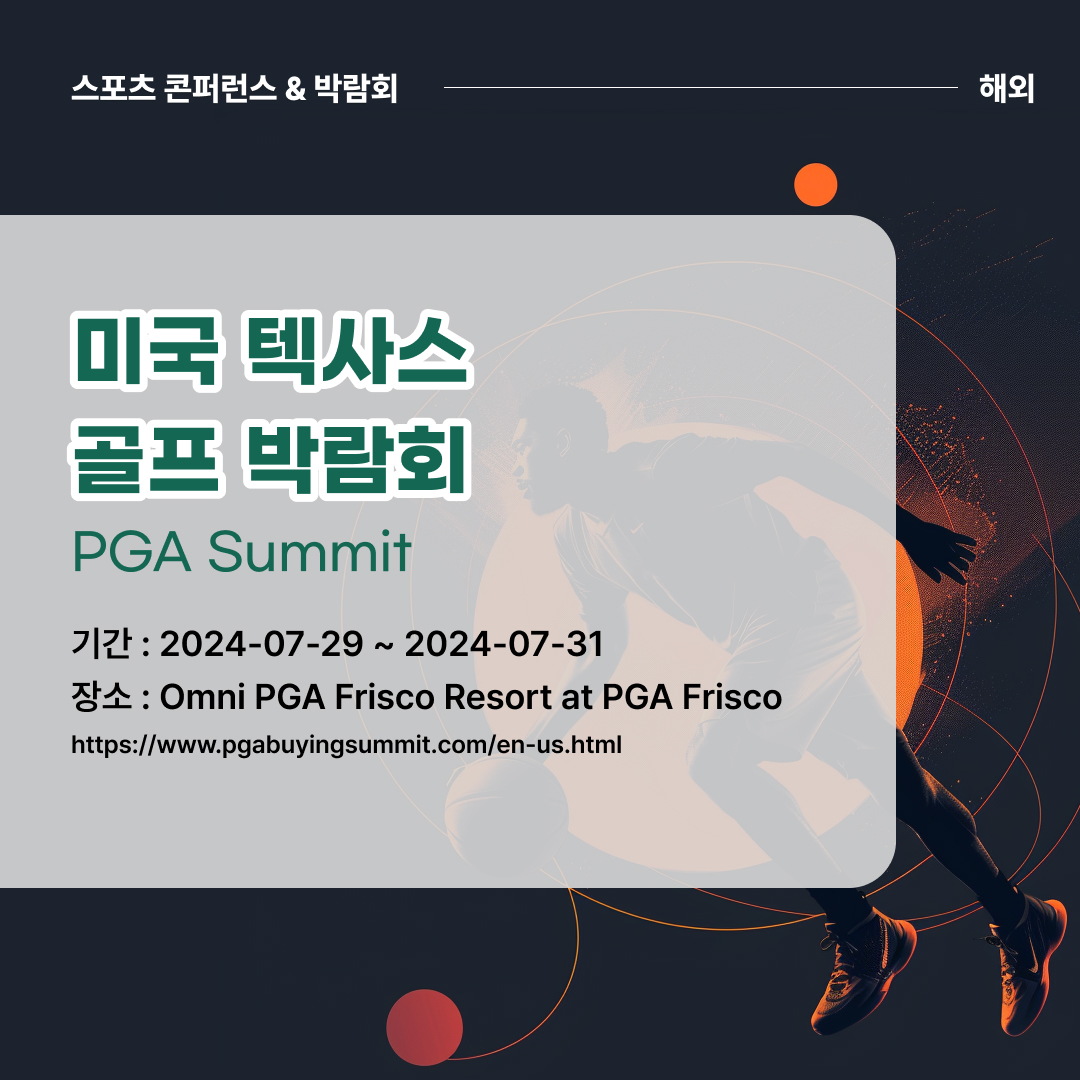 스포츠 콘퍼런스 & 박람회
해외
미국 텍사스
골프 박람회
PGA Summit
기간 : 2024-07-29 ~ 2024-07-31
장소 : Omni PGA Frisco Resort at PGA Frisco
https://www.pgabuyingsummit.com/en-us.html